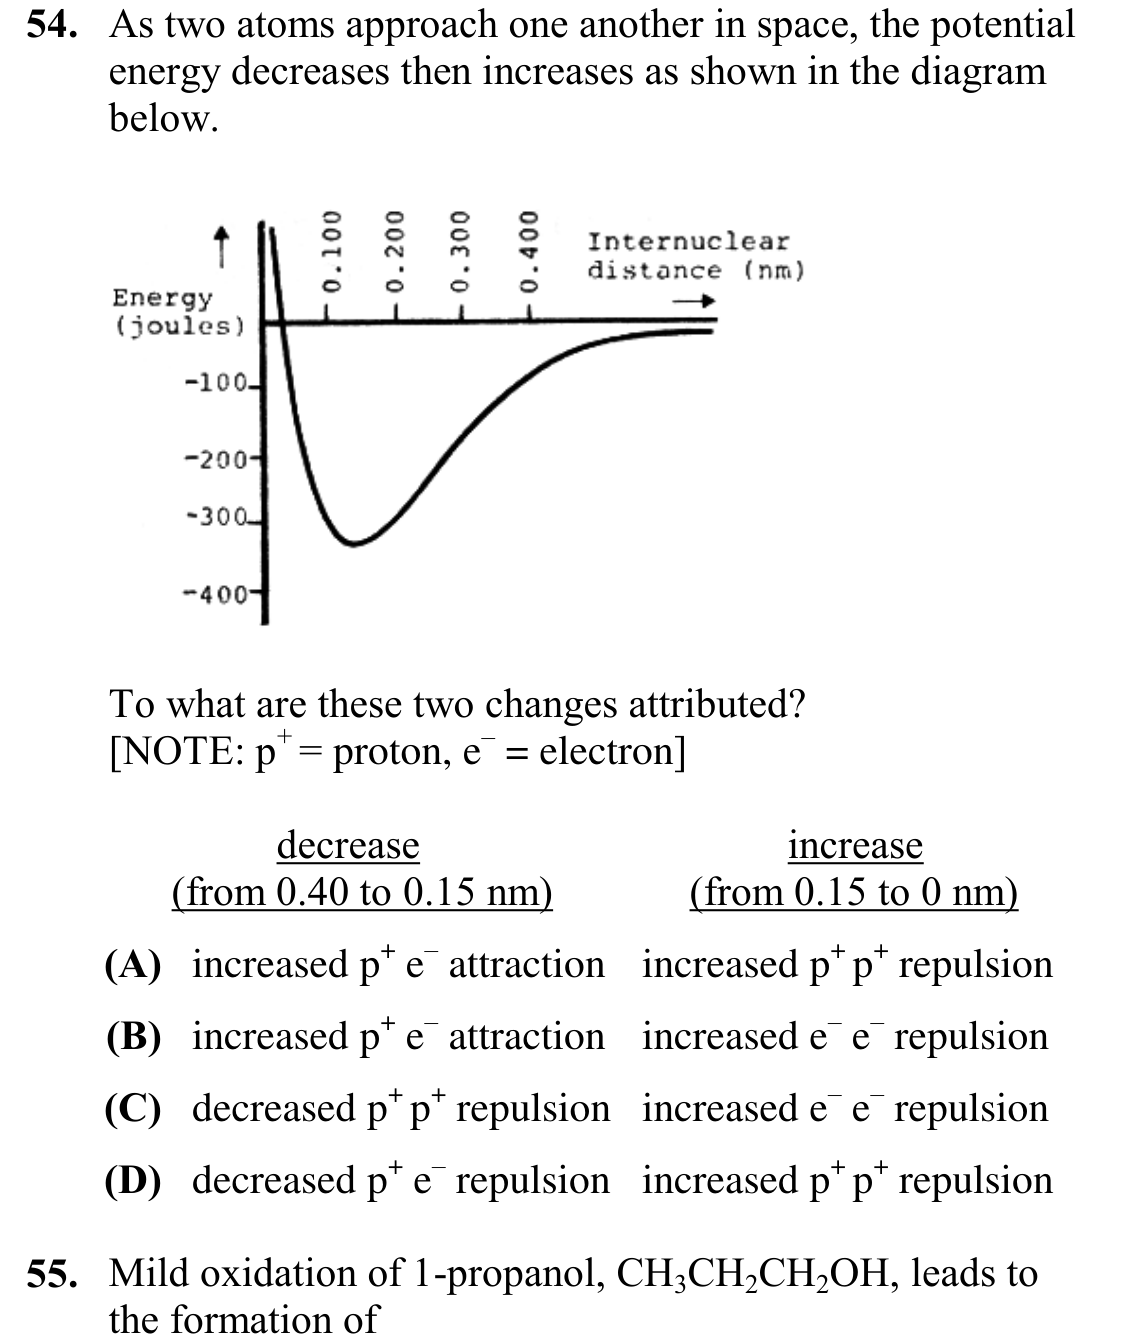 54. As two atoms approach one another in space, the potential
energy decreases then increases as shown in the diagram
below.
0.100
0.200
0.300
0.400
Internuclear
distance (nm)
Energy
(joules)
-100
-200
-300
-400
To what are these two changes attributed?
[NOTE: p⁺ = proton, e⁻ = electron]
decrease increase
(from 0.40 to 0.15 nm) (from 0.15 to 0 nm)
(A) increased p⁺ e⁻ attraction increased p⁺ p⁺ repulsion
(B) increased p⁺ e⁻ attraction increased e⁻ e⁻ repulsion
(C) decreased p⁺ p⁺ repulsion increased e⁻ e⁻ repulsion
(D) decreased p⁺ e⁻ repulsion increased p⁺ p⁺ repulsion
55. Mild oxidation of 1-propanol, CH₃CH₂CH₂OH, leads to
the formation of